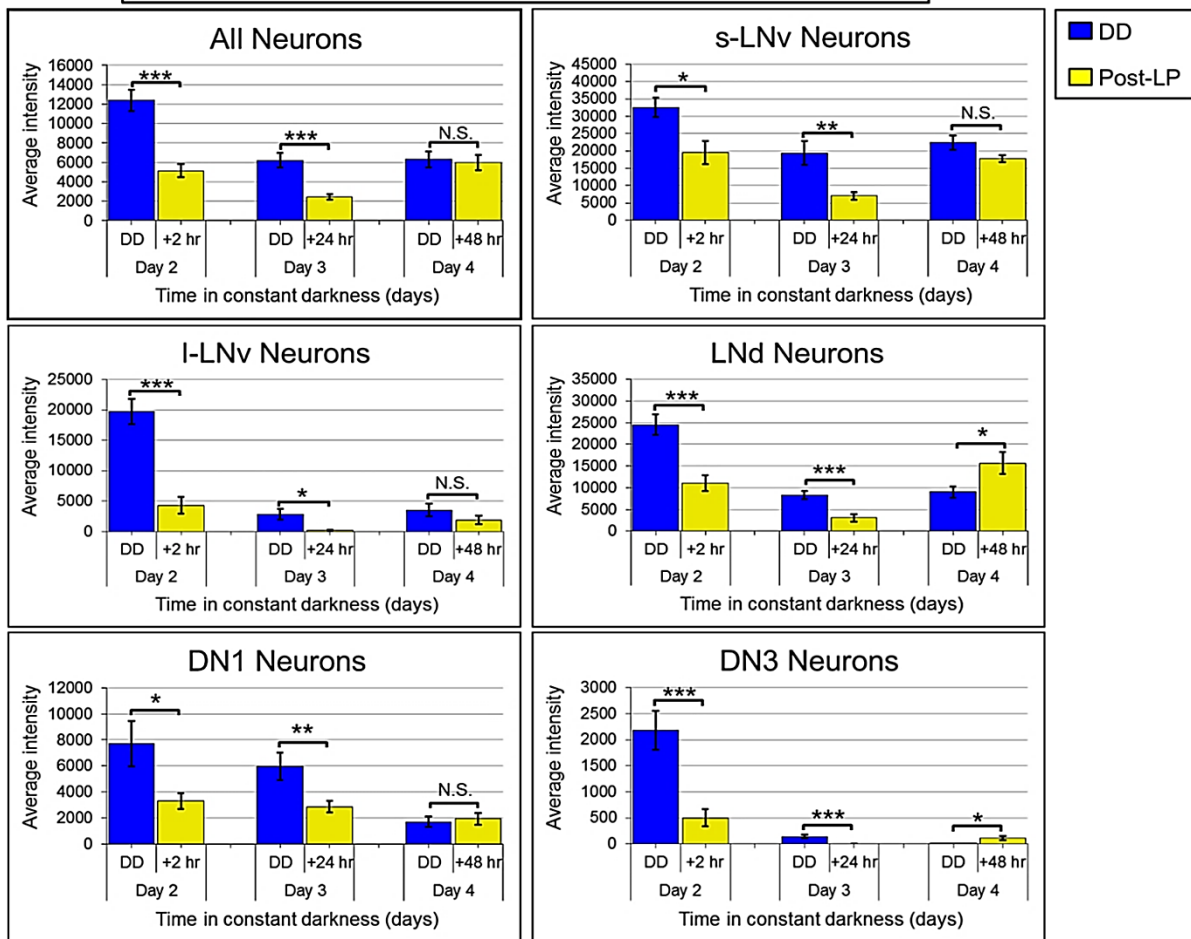 All Neurons
Average intensity
16000
14000
12000
10000
8000
6000
4000
2000
0
*** *** N.S.
DD +2 hr DD +24 hr DD +48 hr
Day 2 Day 3 Day 4
Time in constant darkness (days)
s-LNv Neurons
Average intensity
45000
40000
35000
30000
25000
20000
15000
10000
5000
0
* ** N.S.
DD +2 hr DD +24 hr DD +48 hr
Day 2 Day 3 Day 4
Time in constant darkness (days)
DD
Post-LP
l-LNv Neurons
Average intensity
25000
20000
15000
10000
5000
0
*** * N.S.
DD +2 hr DD +24 hr DD +48 hr
Day 2 Day 3 Day 4
Time in constant darkness (days)
LNd Neurons
Average intensity
35000
30000
25000
20000
15000
10000
5000
0
*** *** *
DD +2 hr DD +24 hr DD +48 hr
Day 2 Day 3 Day 4
Time in constant darkness (days)
DN1 Neurons
Average intensity
12000
10000
8000
6000
4000
2000
0
* ** N.S.
DD +2 hr DD +24 hr DD +48 hr
Day 2 Day 3 Day 4
Time in constant darkness (days)
DN3 Neurons
Average intensity
3000
2500
2000
1500
1000
500
0
*** *** *
DD +2 hr DD +24 hr DD +48 hr
Day 2 Day 3 Day 4
Time in constant darkness (days)